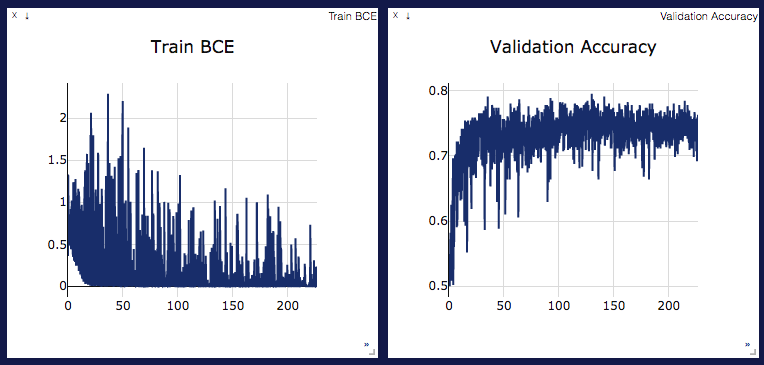 X ↓ Train BCE
Train BCE
2
1.5
1
0.5
0
0 50 100 150 200
»
X ↓ Validation Accuracy
Validation Accuracy
0.8
0.7
0.6
0.5
0 50 100 150 200
»